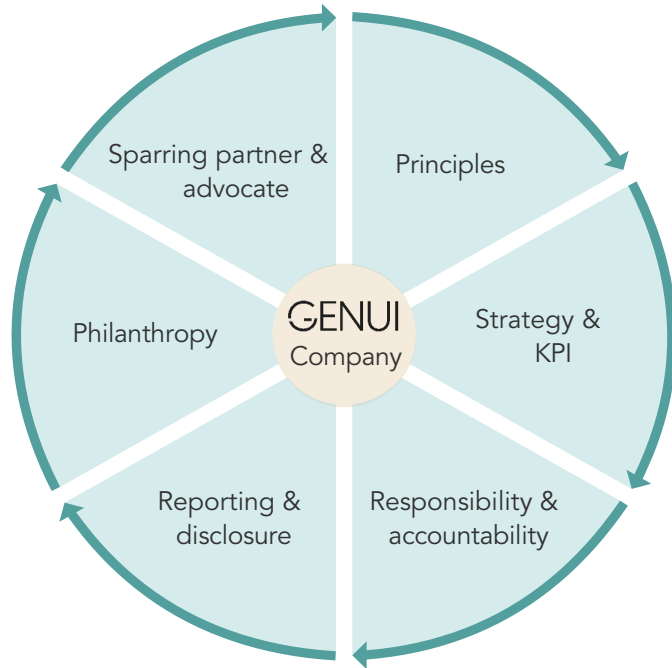 Sparring partner &
advocate
Principles
Philanthropy
GENUI
Company
Strategy &
KPI
Reporting &
disclosure
Responsibility &
accountability